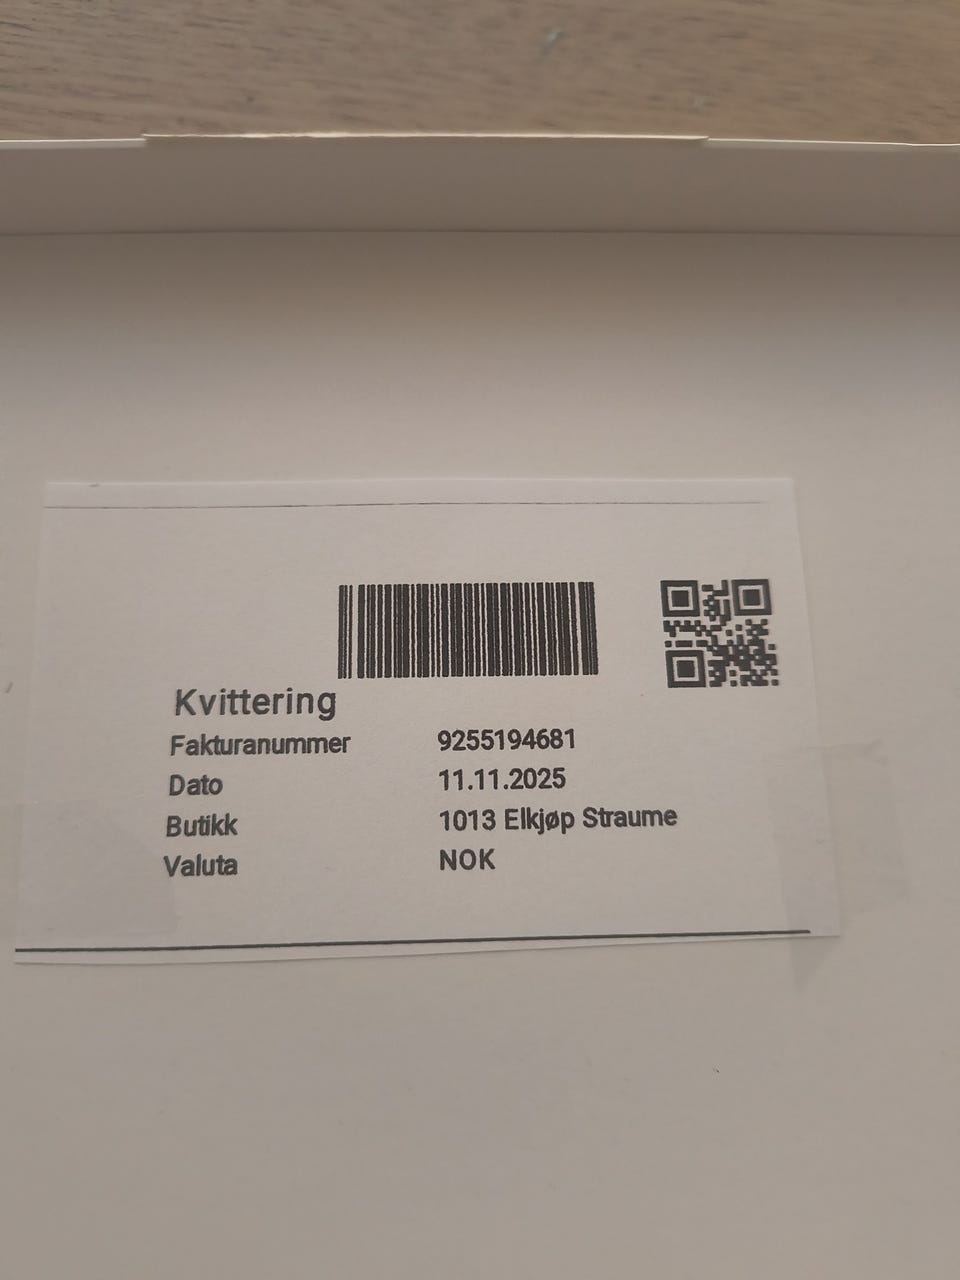 Kvittering
Fakturanummer 9255194681
Dato 11.11.2025
Butikk 1013 Elkjøp Straume
Valuta NOK